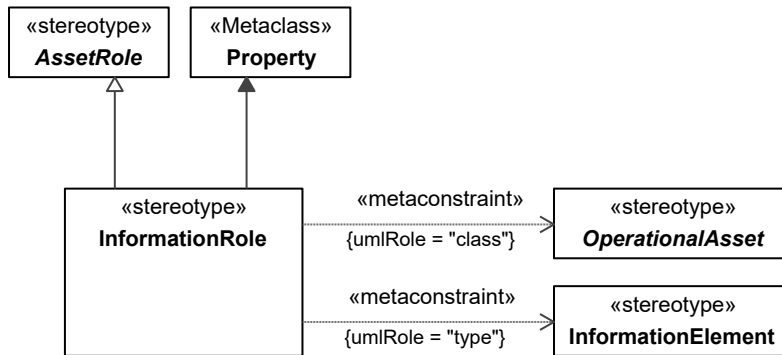 «stereotype»
AssetRole
«Metaclass»
Property
«stereotype»
InformationRole
«metaconstraint»
{umlRole = "class"}
«stereotype»
OperationalAsset
«metaconstraint»
{umlRole = "type"}
«stereotype»
InformationElement